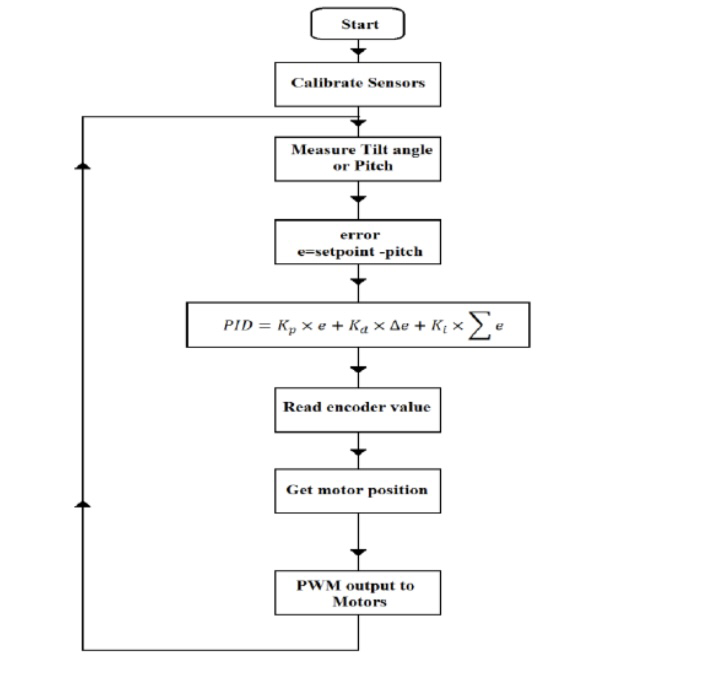 Start
Calibrate Sensors
Measure Tilt angle
or Pitch
error
e=setpoint -pitch
PID = K_p × e + K_d × Δe + K_i × ∑ e
Read encoder value
Get motor position
PWM output to
Motors